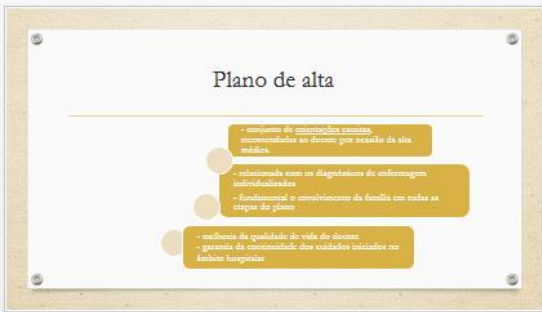 Plano de alta
- conjunto de orientações escritas,
recomendadas ao doente por ocasião da alta
médica.
- relacionada com os diagnósticos de enfermagem
individualizados
- fundamental o envolvimento da família em todas as
etapas do plano
- melhoria da qualidade de vida do doente
- garantia da continuidade dos cuidados iniciados no
âmbito hospitalar